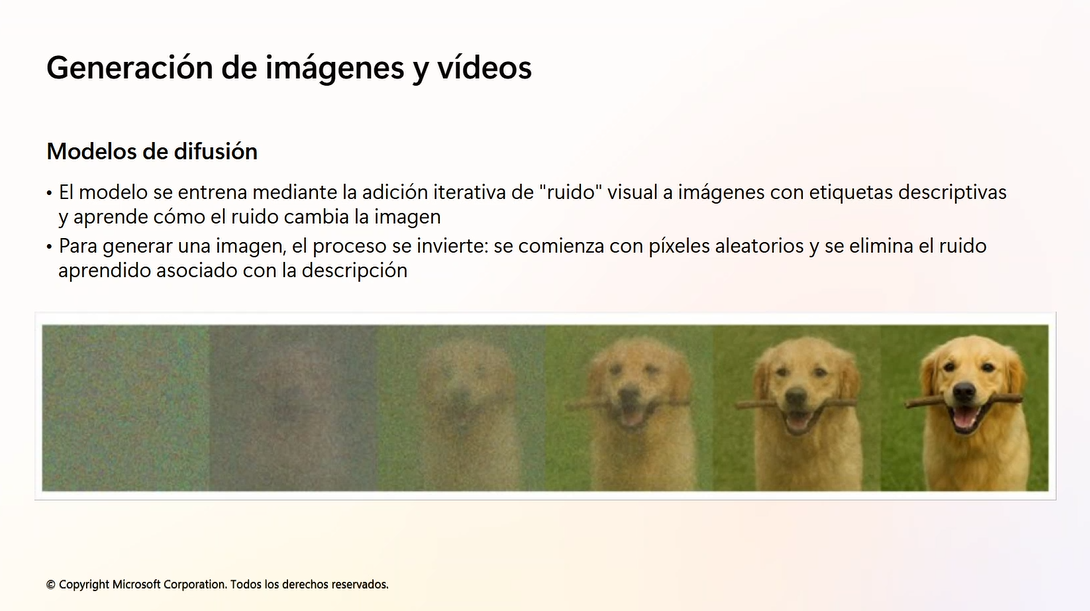 Generación de imágenes y vídeos
Modelos de difusión
• El modelo se entrena mediante la adición iterativa de "ruido" visual a imágenes con etiquetas descriptivas
y aprende cómo el ruido cambia la imagen
• Para generar una imagen, el proceso se invierte: se comienza con píxeles aleatorios y se elimina el ruido
aprendido asociado con la descripción
© Copyright Microsoft Corporation. Todos los derechos reservados.